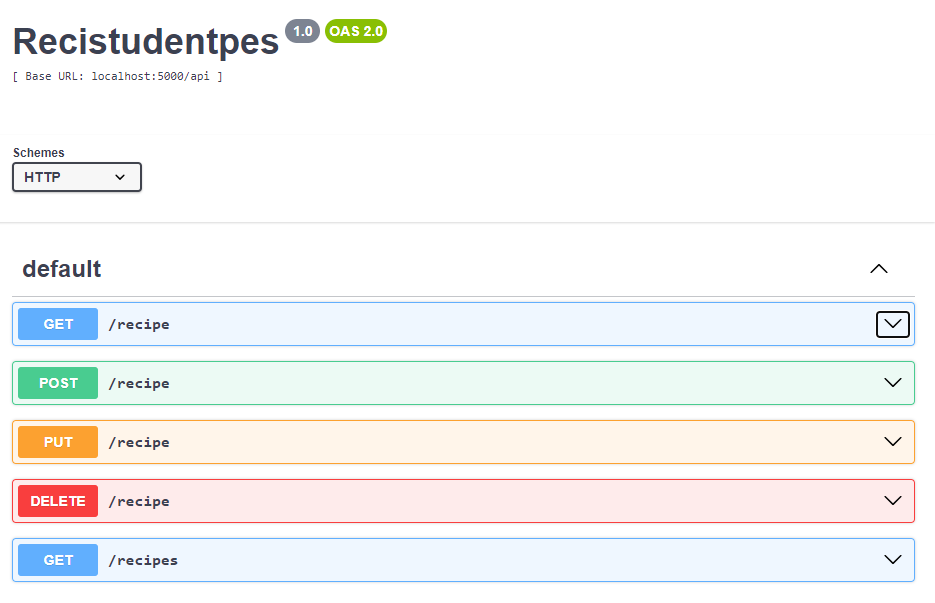 Recistudentpes 1.0 OAS 2.0
[ Base URL: localhost:5000/api ]
Schemes
HTTP
default
GET /recipe
POST /recipe
PUT /recipe
DELETE /recipe
GET /recipes